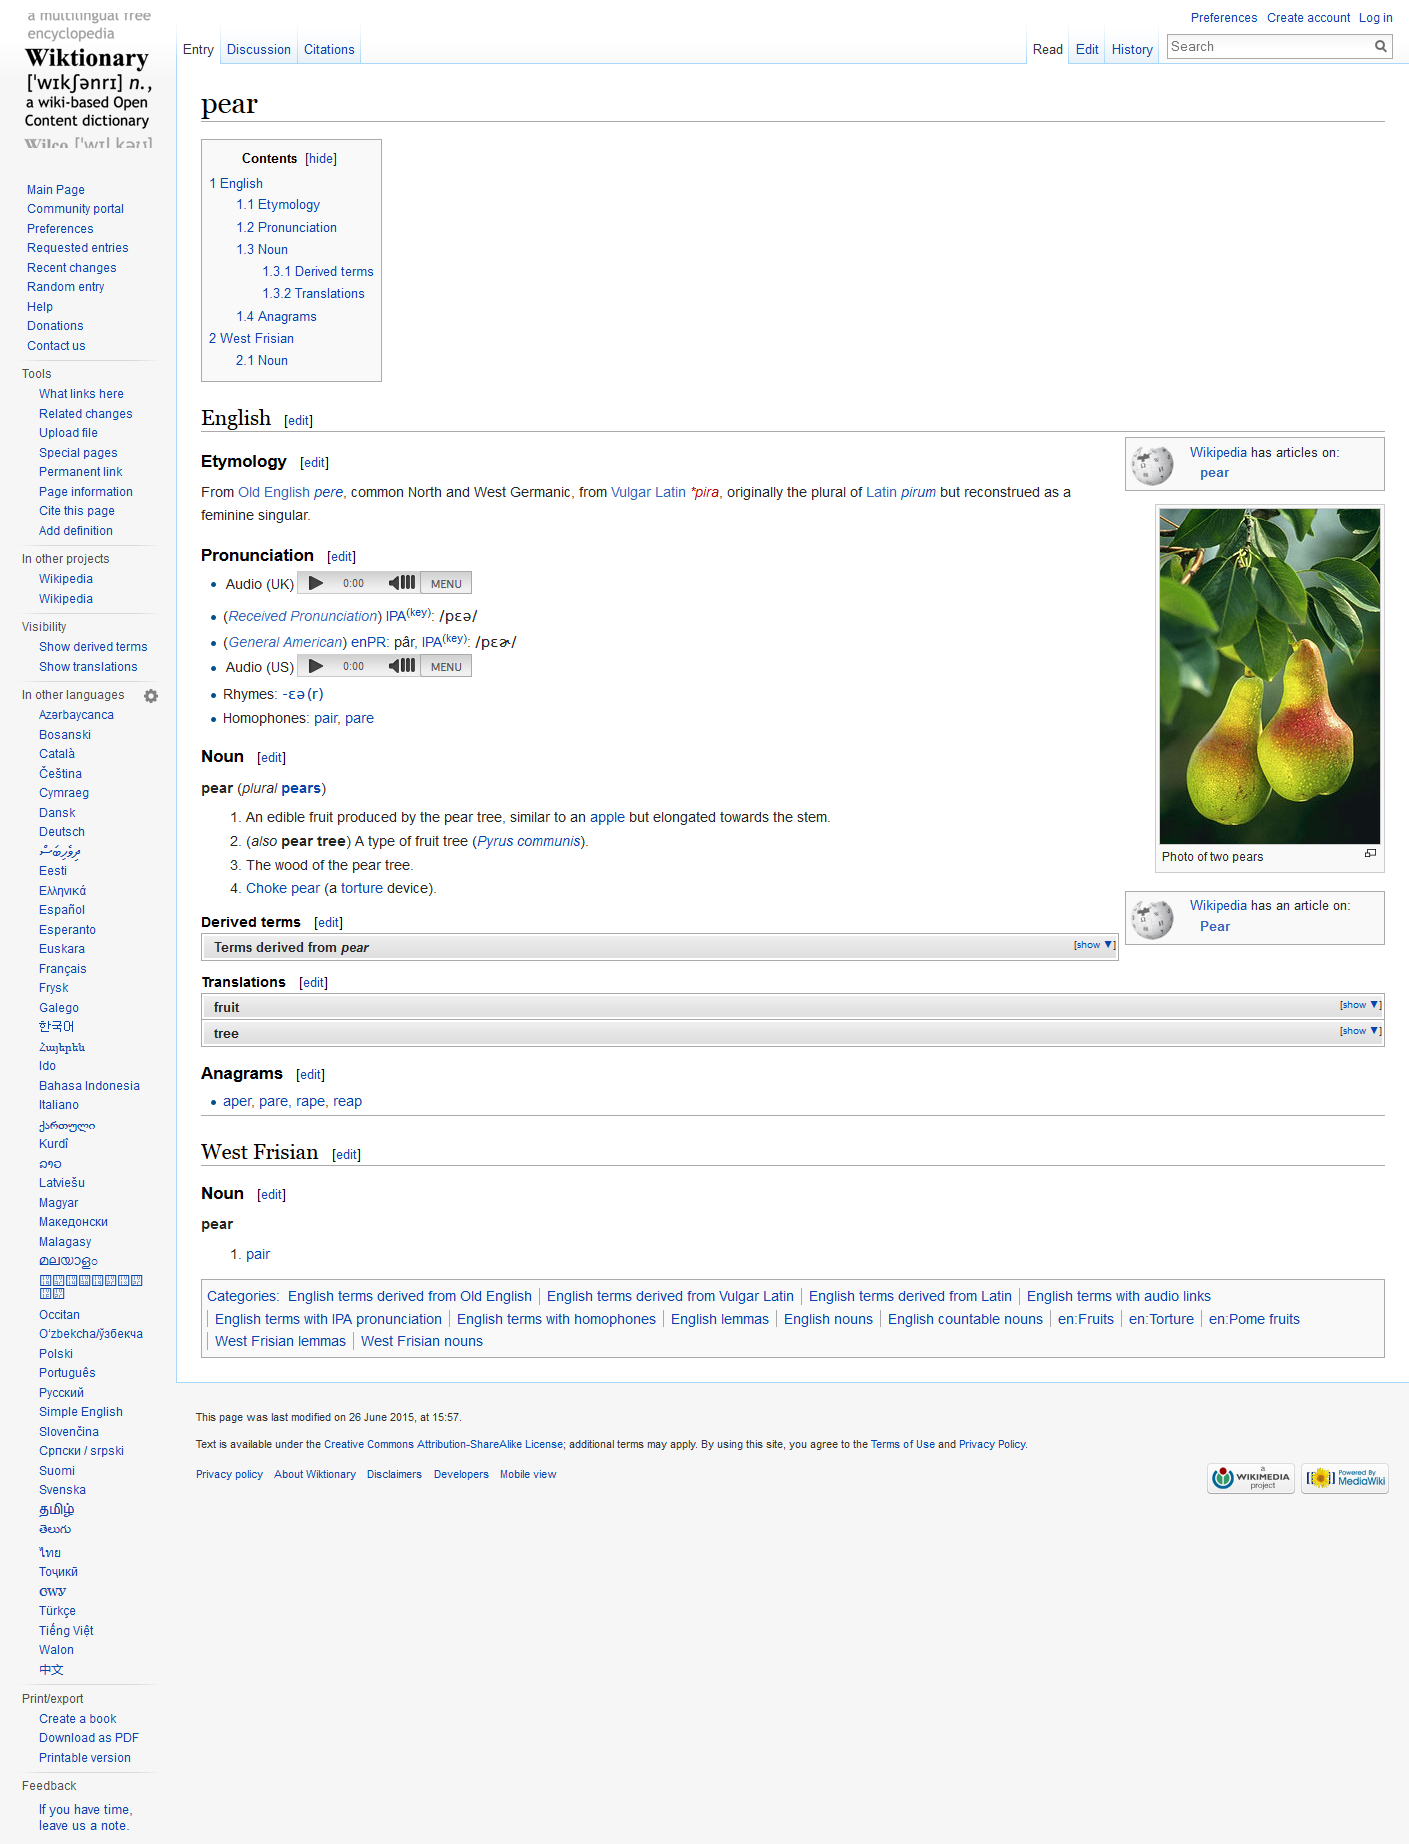 a multilingual free
encyclopedia
Wiktionary
['wɪkʃənrɪ] n.,
a wiki-based Open
Content dictionary
Wilco ['wɪl kəʊ]
Preferences Create account Log in
Entry Discussion Citations Read Edit History Search
pear
Contents [hide]
1 English
1.1 Etymology
1.2 Pronunciation
1.3 Noun
1.3.1 Derived terms
1.3.2 Translations
1.4 Anagrams
2 West Frisian
2.1 Noun
English [edit]
Etymology [edit]
From Old English pere, common North and West Germanic, from Vulgar Latin *pira, originally the plural of Latin pirum but reconstrued as a
feminine singular.
Pronunciation [edit]
Audio (UK) 0:00 MENU
(Received Pronunciation) IPA(key): /pɛə/
(General American) enPR: pâr, IPA(key): /pɛɚ/
Audio (US) 0:00 MENU
Rhymes: -ɛə(r)
Homophones: pair, pare
Noun [edit]
pear (plural pears)
1. An edible fruit produced by the pear tree, similar to an apple but elongated towards the stem.
2. (also pear tree) A type of fruit tree (Pyrus communis).
3. The wood of the pear tree.
4. Choke pear (a torture device).
Derived terms [edit]
Terms derived from pear [show ▼]
Translations [edit]
fruit [show ▼]
tree [show ▼]
Anagrams [edit]
aper, pare, rape, reap
West Frisian [edit]
Noun [edit]
pear
1. pair
Wikipedia has articles on:
pear
Photo of two pears
Wikipedia has an article on:
Pear
Categories: English terms derived from Old English | English terms derived from Vulgar Latin | English terms derived from Latin | English terms with audio links
| English terms with IPA pronunciation | English terms with homophones | English lemmas | English nouns | English countable nouns | en:Fruits | en:Torture | en:Pome fruits
| West Frisian lemmas | West Frisian nouns
Main Page
Community portal
Preferences
Requested entries
Recent changes
Random entry
Help
Donations
Contact us
Tools
What links here
Related changes
Upload file
Special pages
Permanent link
Page information
Cite this page
Add definition
In other projects
Wikipedia
Wikipedia
Visibility
Show derived terms
Show translations
In other languages
Azərbaycanca
Bosanski
Català
Čeština
Cymraeg
Dansk
Deutsch
ދިވެހިބަސް
Eesti
Ελληνικά
Español
Esperanto
Euskara
Français
Frysk
Galego
한국어
Հայերեն
Ido
Bahasa Indonesia
Italiano
ქართული
Kurdî
ລາວ
Latviešu
Magyar
Македонски
Malagasy
മലയാളം
Occitan
Oʻzbekcha/ўзбекча
Polski
Português
Русский
Simple English
Slovenčina
Српски / srpski
Suomi
Svenska
தமிழ்
తెలుగు
ไทย
Тоҷикӣ
ᏣᎳᎩ
Türkçe
Tiếng Việt
Walon
中文
Print/export
Create a book
Download as PDF
Printable version
Feedback
If you have time,
leave us a note.
This page was last modified on 26 June 2015, at 15:57.
Text is available under the Creative Commons Attribution-ShareAlike License; additional terms may apply. By using this site, you agree to the Terms of Use and Privacy Policy.
Privacy policy About Wiktionary Disclaimers Developers Mobile view
a
WIKIMEDIA
project
Powered By
MediaWiki